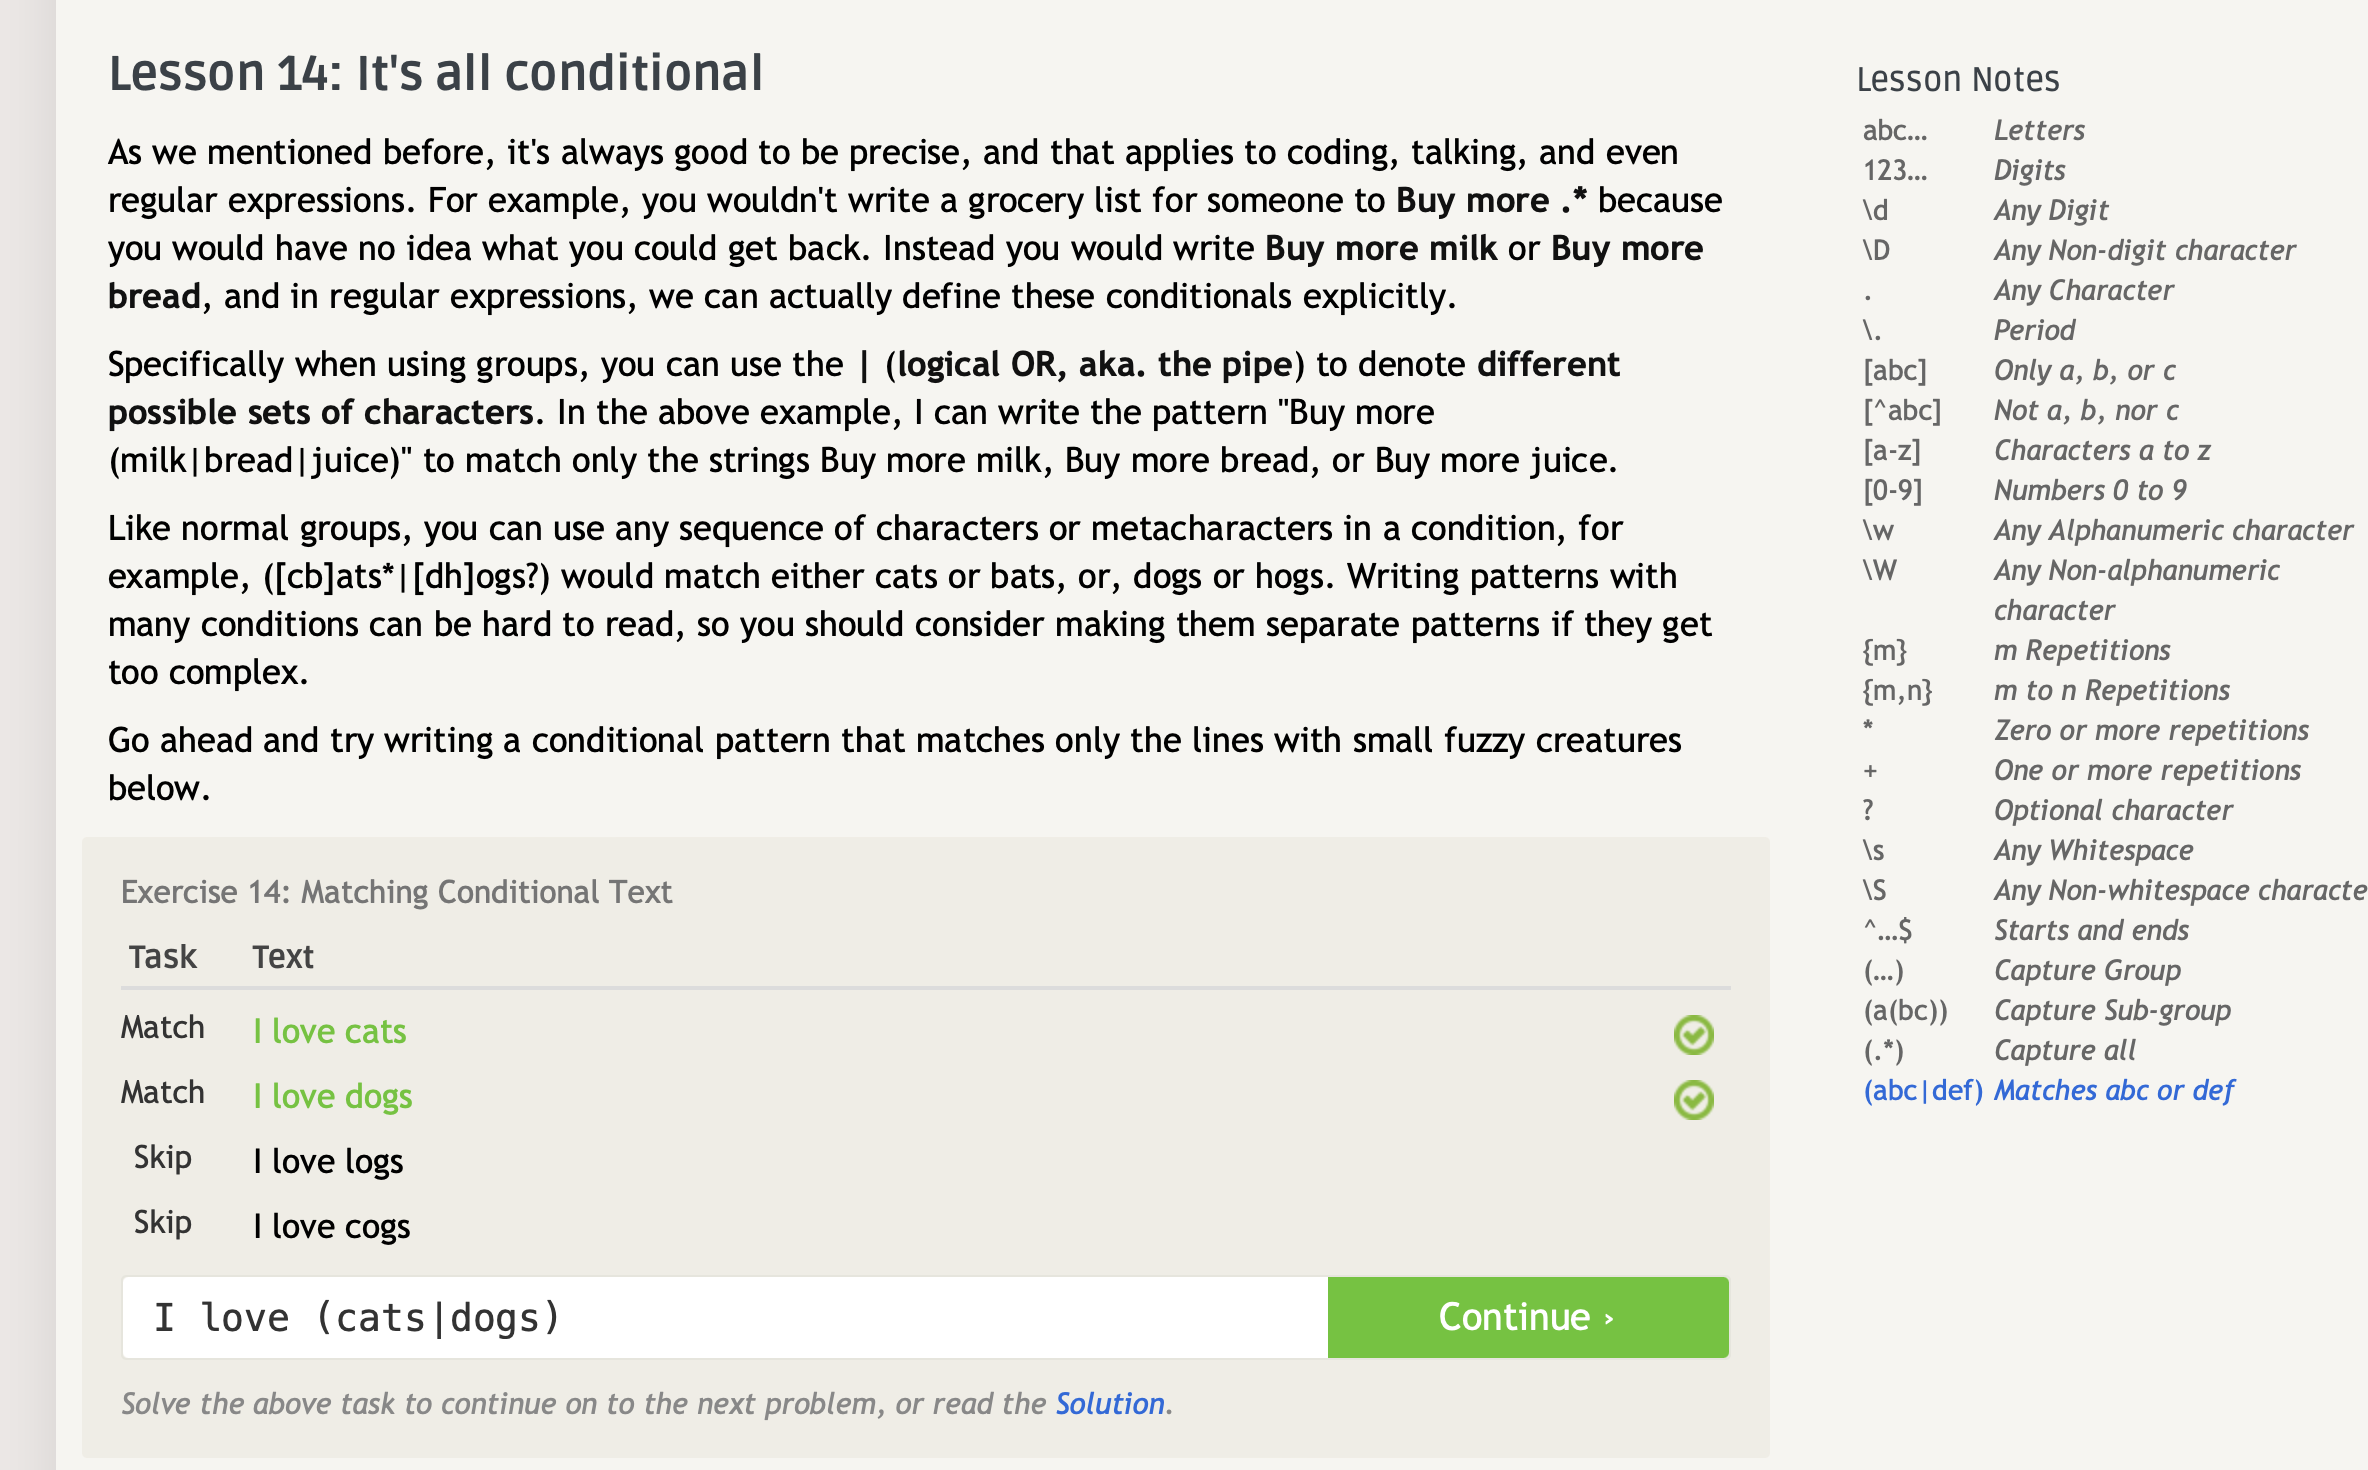 Lesson 14: It's all conditional
As we mentioned before, it's always good to be precise, and that applies to coding, talking, and even
regular expressions. For example, you wouldn't write a grocery list for someone to Buy more .* because
you would have no idea what you could get back. Instead you would write Buy more milk or Buy more
bread, and in regular expressions, we can actually define these conditionals explicitly.
Specifically when using groups, you can use the | (logical OR, aka. the pipe) to denote different
possible sets of characters. In the above example, I can write the pattern "Buy more
(milk|bread|juice)" to match only the strings Buy more milk, Buy more bread, or Buy more juice.
Like normal groups, you can use any sequence of characters or metacharacters in a condition, for
example, ([cb]ats*|[dh]ogs?) would match either cats or bats, or, dogs or hogs. Writing patterns with
many conditions can be hard to read, so you should consider making them separate patterns if they get
too complex.
Go ahead and try writing a conditional pattern that matches only the lines with small fuzzy creatures
below.
Exercise 14: Matching Conditional Text
Task Text
Match I love cats
Match I love dogs
Skip I love logs
Skip I love cogs
I love (cats|dogs)
Continue ›
Solve the above task to continue on to the next problem, or read the Solution.
Lesson Notes
abc… Letters
123… Digits
\d Any Digit
\D Any Non-digit character
. Any Character
\. Period
[abc] Only a, b, or c
[^abc] Not a, b, nor c
[a-z] Characters a to z
[0-9] Numbers 0 to 9
\w Any Alphanumeric character
\W Any Non-alphanumeric
character
{m} m Repetitions
{m,n} m to n Repetitions
* Zero or more repetitions
+ One or more repetitions
? Optional character
\s Any Whitespace
\S Any Non-whitespace characte
^…$ Starts and ends
(…) Capture Group
(a(bc)) Capture Sub-group
(.*) Capture all
(abc|def) Matches abc or def